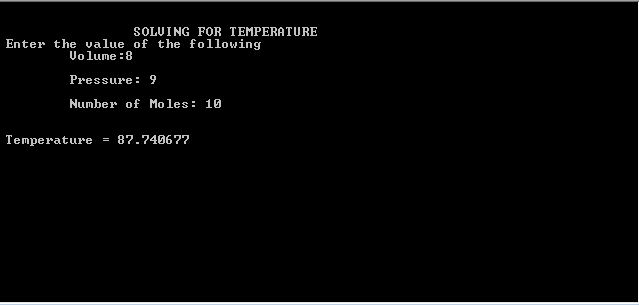 SOLVING FOR TEMPERATURE
Enter the value of the following
Volume:8
Pressure: 9
Number of Moles: 10
Temperature = 87.740677